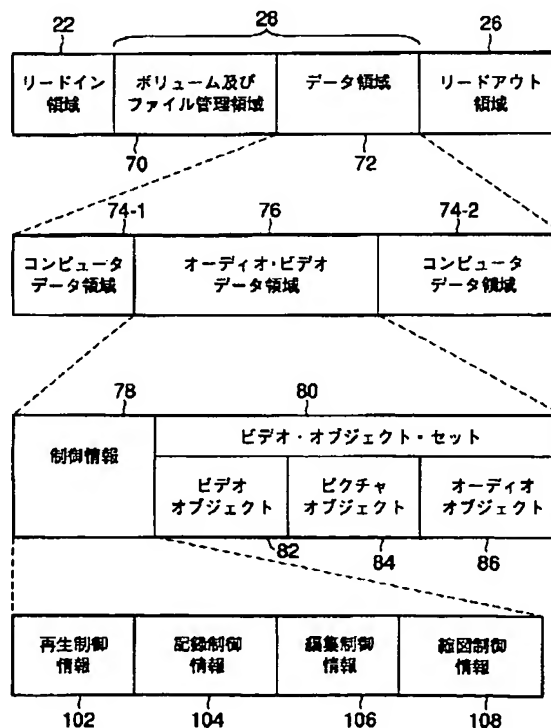 22
28
26
リードイン
領域
ボリューム及び
ファイル管理領域
データ領域
リードアウト
領域
70
72
74-1
76
74-2
コンピュータ
データ領域
オーディオ・ビデオ
データ領域
コンピュータ
データ領域
78
80
制御情報
ビデオ・オブジェクト・セット
ビデオ
オブジェクト
ピクチャ
オブジェクト
オーディオ
オブジェクト
82
84
86
再生制御
情報
記録制御
情報
編集制御
情報
縮図制御
情報
102
104
106
108